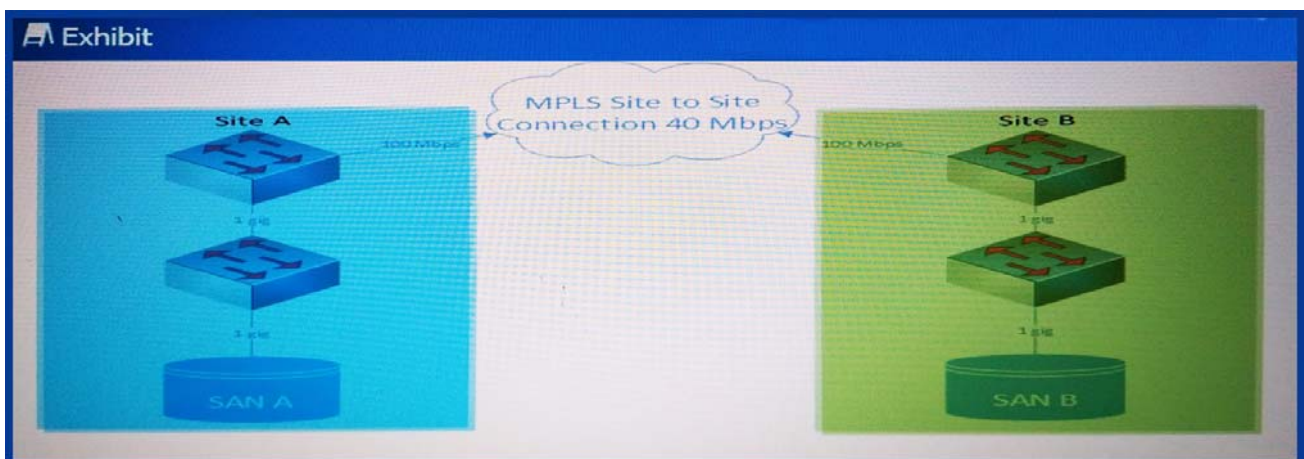 Exhibit
MPLS Site to Site
Connection 40 Mbps
Site A
Site B
100 Mbps
100 Mbps
1 gig
1 gig
1 gig
1 gig
SAN A
SAN B